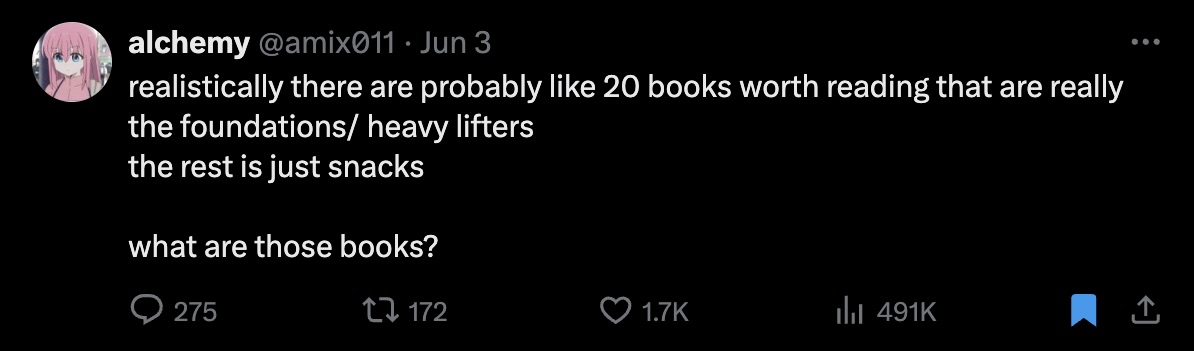 alchemy @amix011 · Jun 3
realistically there are probably like 20 books worth reading that are really
the foundations/ heavy lifters
the rest is just snacks
what are those books?
275 172 1.7K 491K